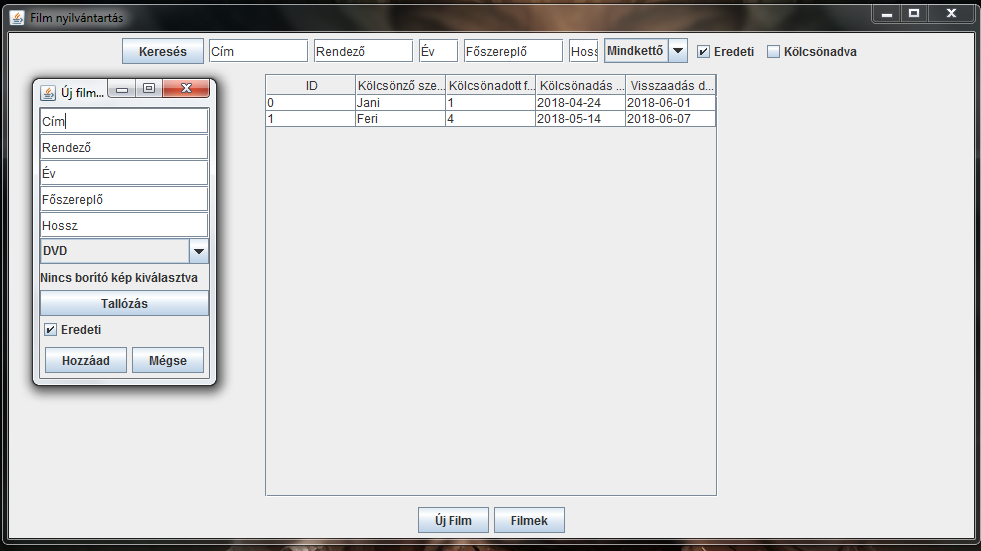 Film nyilvántartás
Keresés Cím Rendező Év Főszereplő Hoss Mindkettő Eredeti Kölcsönadva
ID Kölcsönző sze... Kölcsönadott f... Kölcsönadás ... Visszaadás d...
0 Jani 1 2018-04-24 2018-06-01
1 Feri 4 2018-05-14 2018-06-07
Új Film Filmek
Új film...
Cím
Rendező
Év
Főszereplő
Hossz
DVD
Nincs borító kép kiválasztva
Tallózás
Eredeti
Hozzáad Mégse